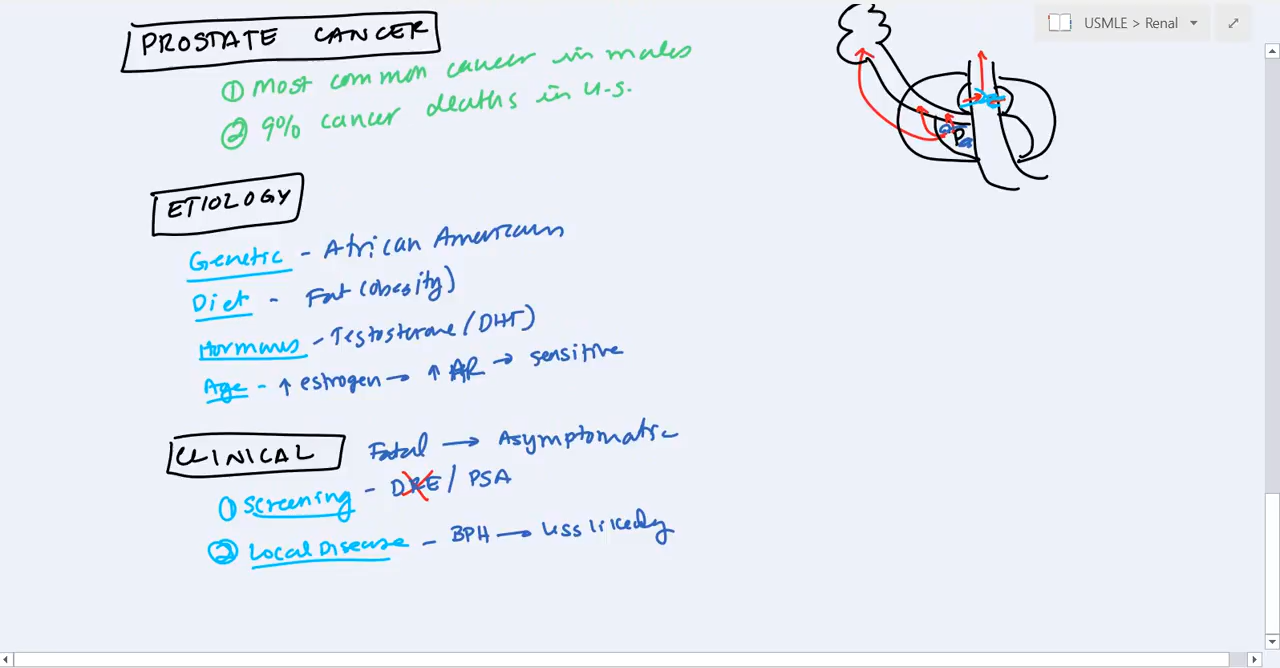 PROSTATE CANCER
① Most common cancer in males
② 9% cancer deaths in U.S.
USMLE > Renal
P
ETIOLOGY
Genetic - African Americans
Diet - Fat (obesity)
Hormones - Testosterone / DHT)
Age - ↑ estrogen → ↑ AR → sensitive
CLINICAL Fatal → Asymptomatic
① Screening - DRE / PSA
② Local Disease - BPH → Less likely